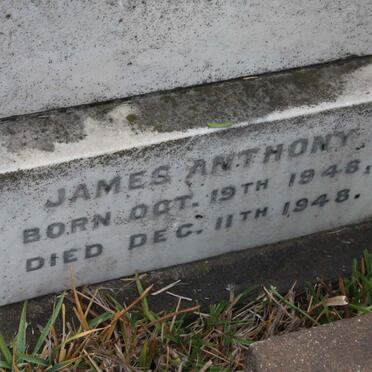 JAMES ANTHONY
BORN OCT. 19TH 1948,
DIED DEC. 11TH 1948.